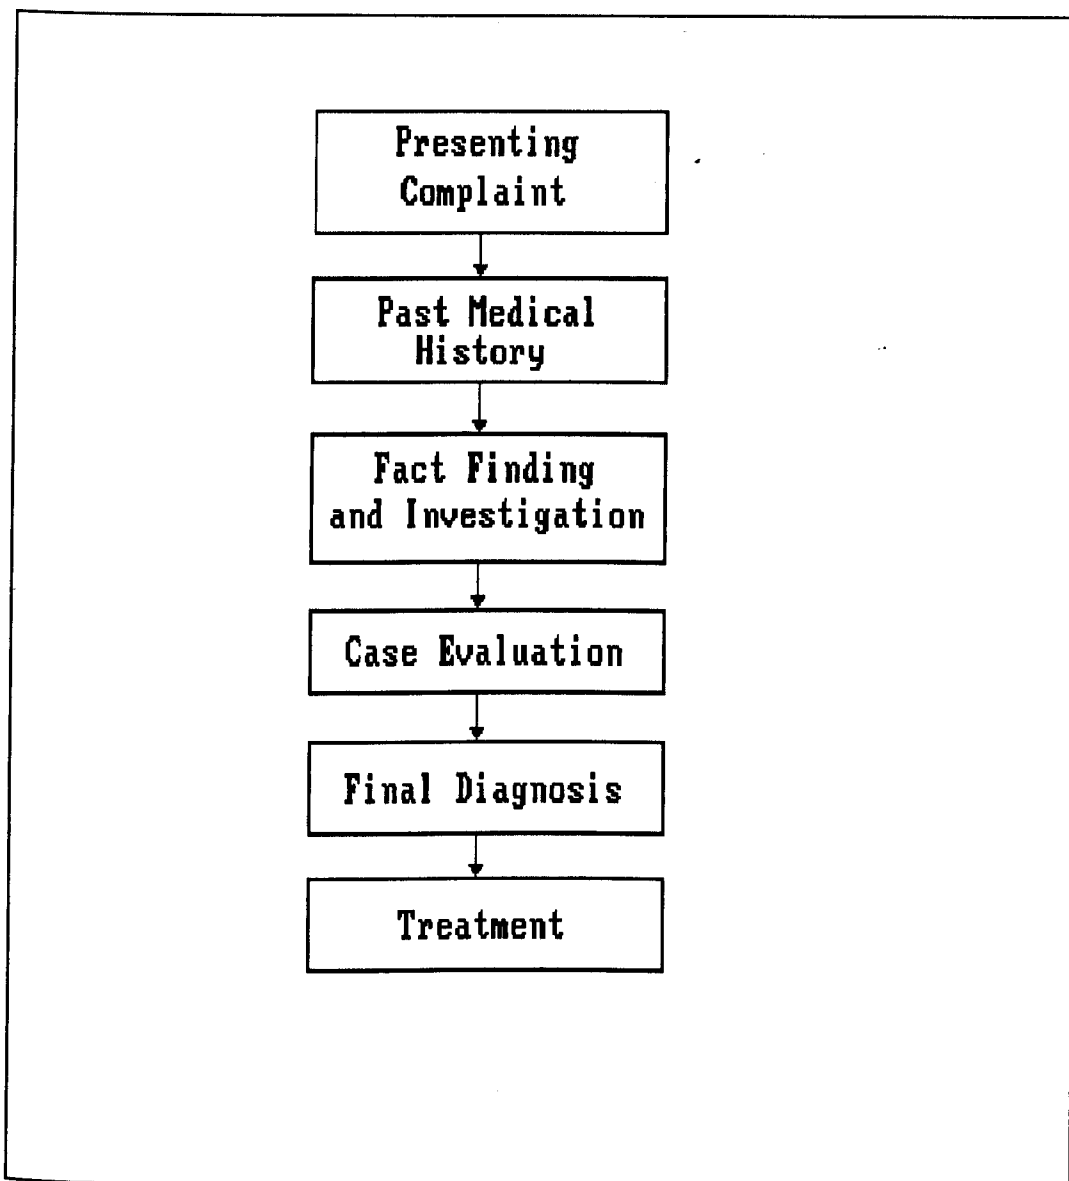 Presenting
Complaint
Past Medical
History
Fact Finding
and Investigation
Case Evaluation
Final Diagnosis
Treatment